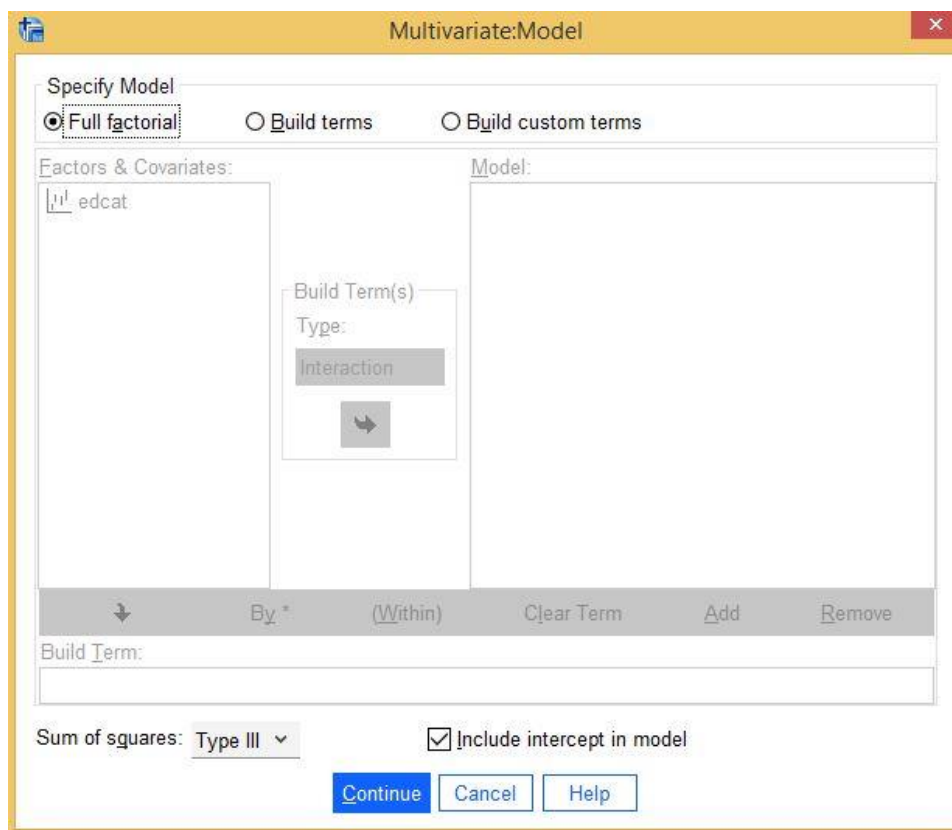 Multivariate:Model
Specify Model
Full factorial Build terms Build custom terms
Factors & Covariates: Model:
edcat
Build Term(s)
Type:
Interaction
By * (Within) Clear Term Add Remove
Build Term:
Sum of squares: Type III Include intercept in model
Continue Cancel Help